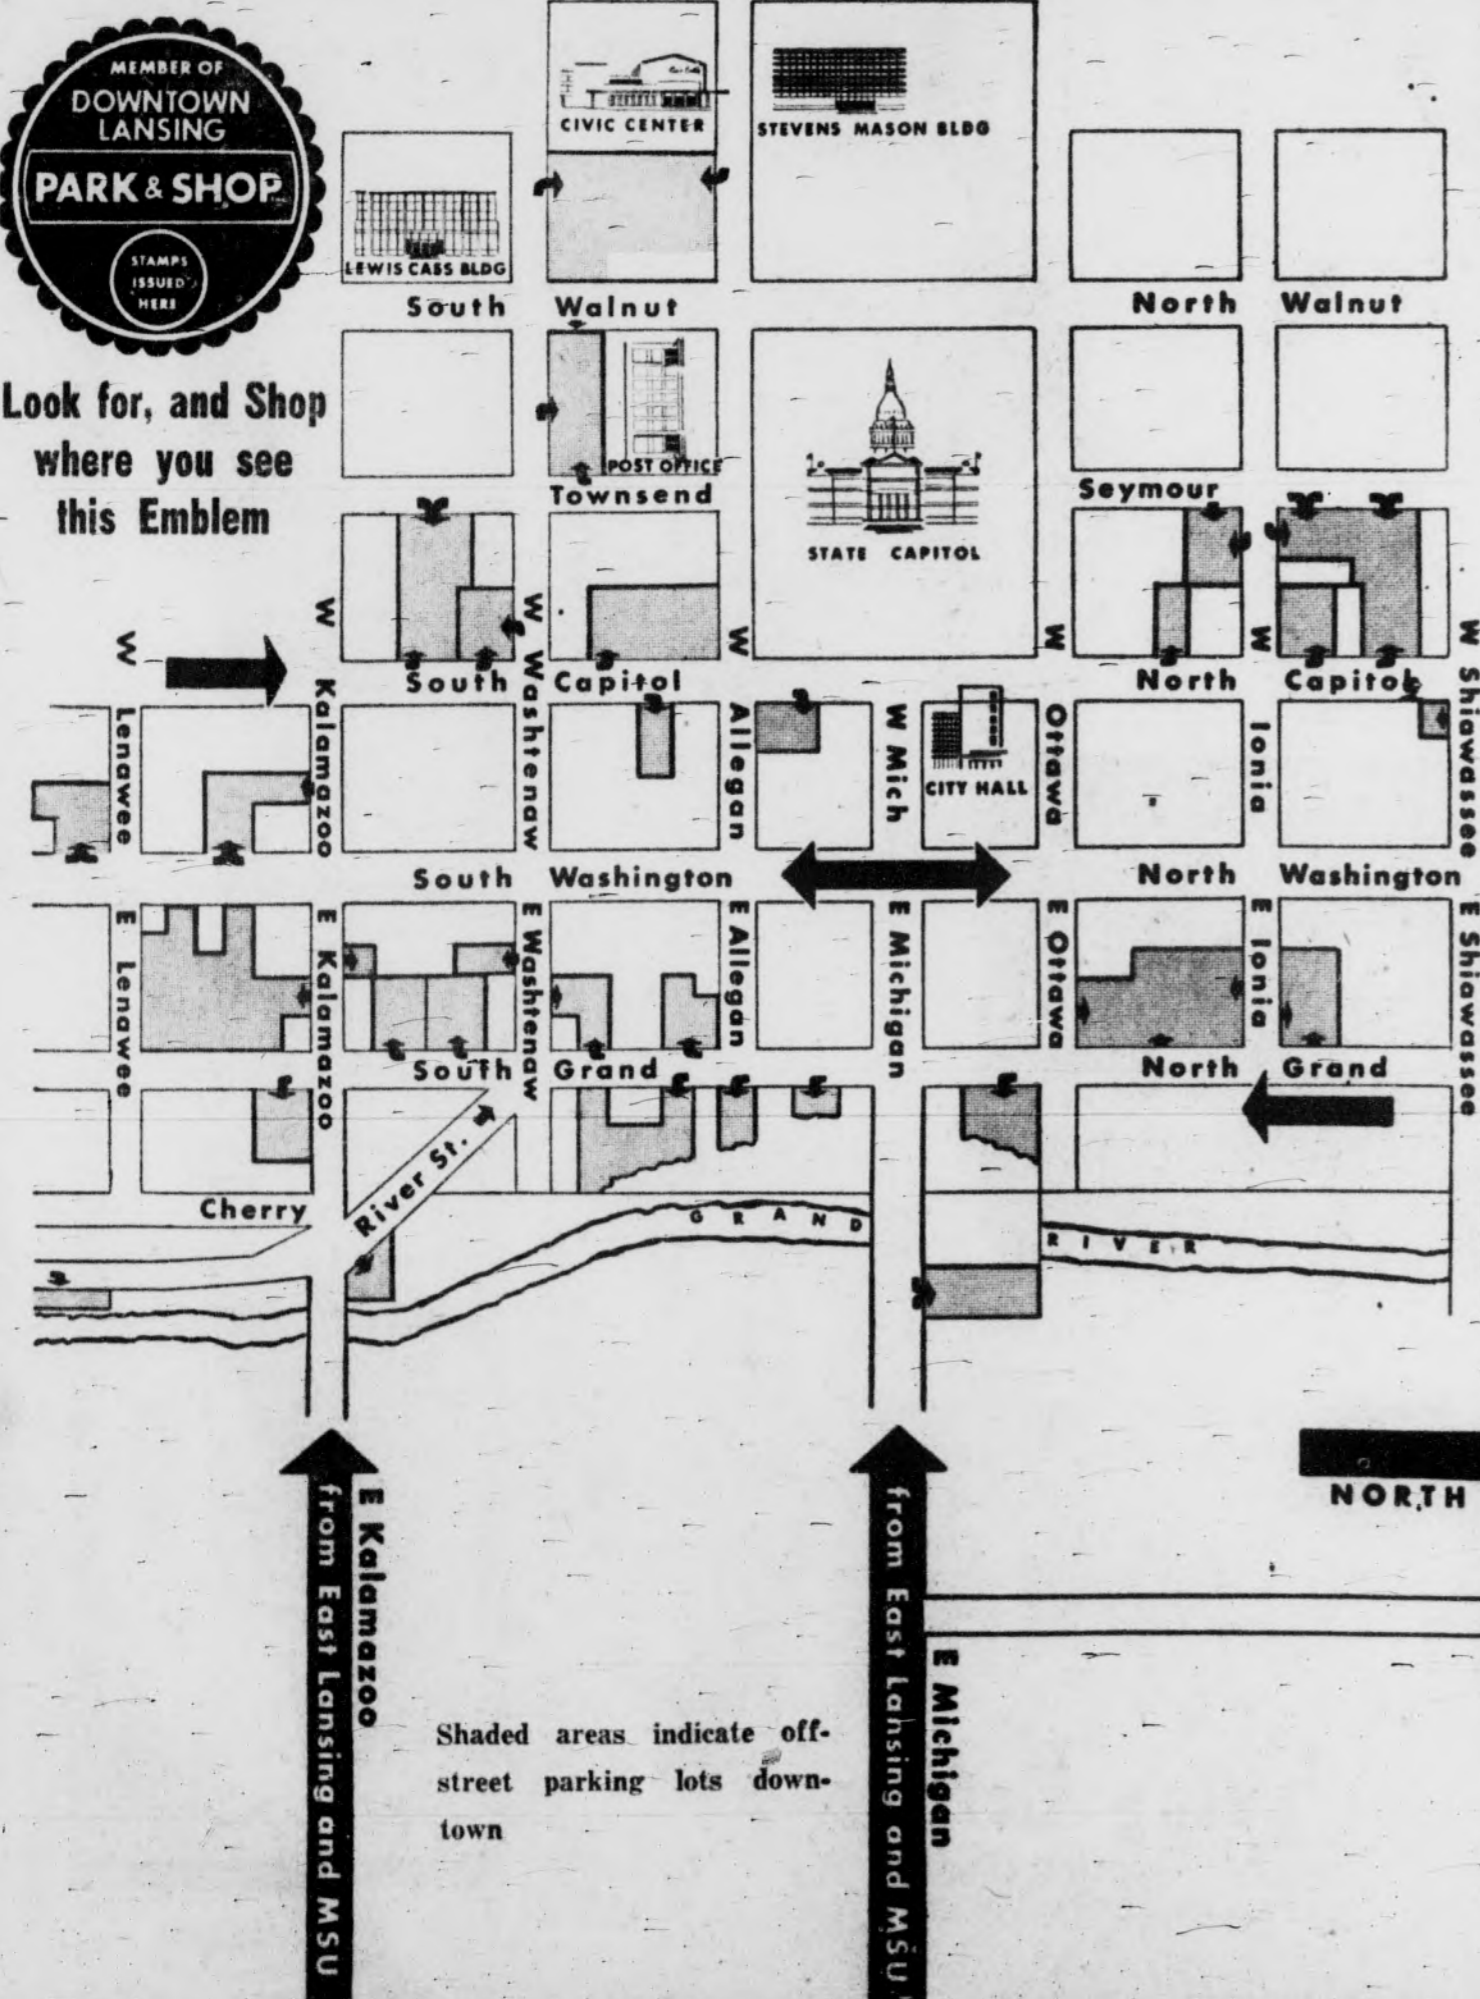 MEMBER OF
DOWNTOWN
LANSING
PARK & SHOP
STAMPS
ISSUED
HERE
Look for, and Shop
where you see
this Emblem
CIVIC CENTER
STEVENS MASON BLDG
LEWIS CASS BLDG
South Walnut
North Walnut
POST OFFICE
Townsend
STATE CAPITOL
Seymour
South Capitol
North Capitol
W Lenawee
W Kalamazoo
W Washtenaw
W Allegan
W Mich
CITY HALL
W Ottawa
W Ionia
W Shiawassee
South Washington
North Washington
E Lenawee
E Kalamazoo
E Washtenaw
E Allegan
E Michigan
E Ottawa
E Ionia
E Shiawassee
South Grand
North Grand
River St.
Cherry
GRAND
RIVER
NORTH
from East Lansing and MSU
E Kalamazoo
from East Lansing and MSU
E Michigan
Shaded areas indicate off-
street parking lots down-
town